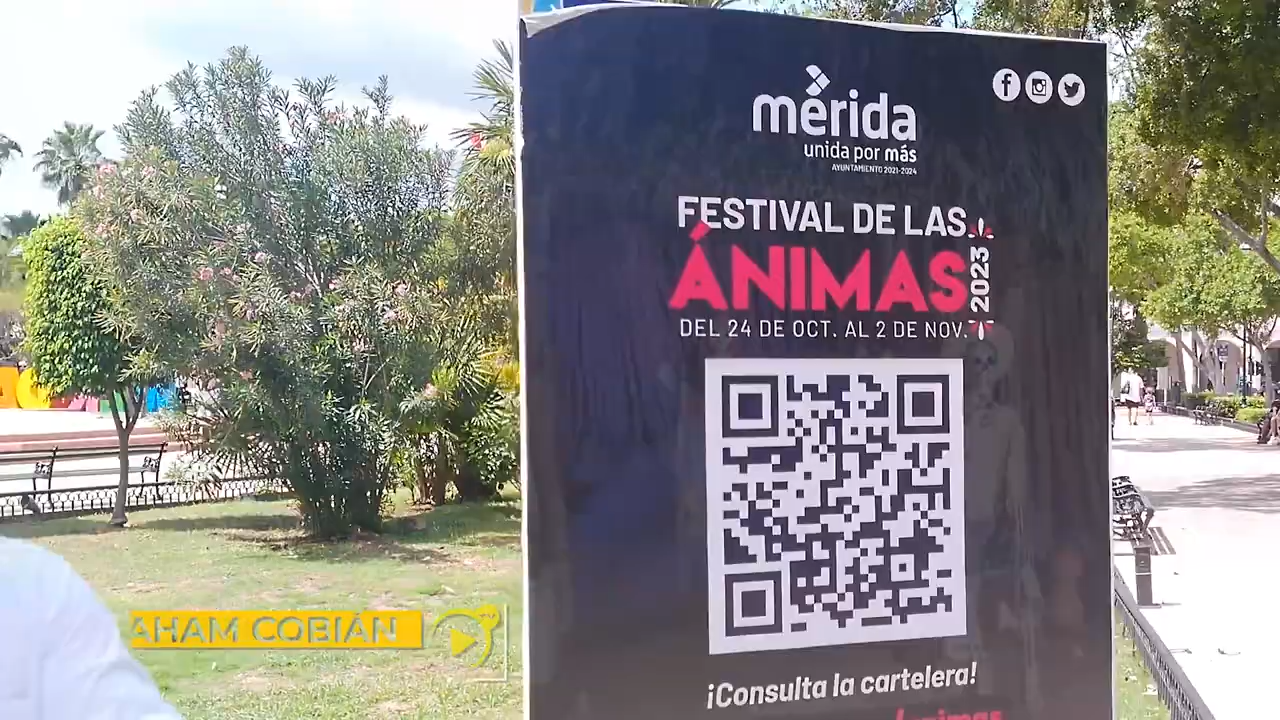 mérida
unida por más
AYUNTAMIENTO 2021-2024
FESTIVAL DE LAS
ÁNIMAS
2023
DEL 24 DE OCT. AL 2 DE NOV.
¡Consulta la cartelera!
AHAM COBIÁN